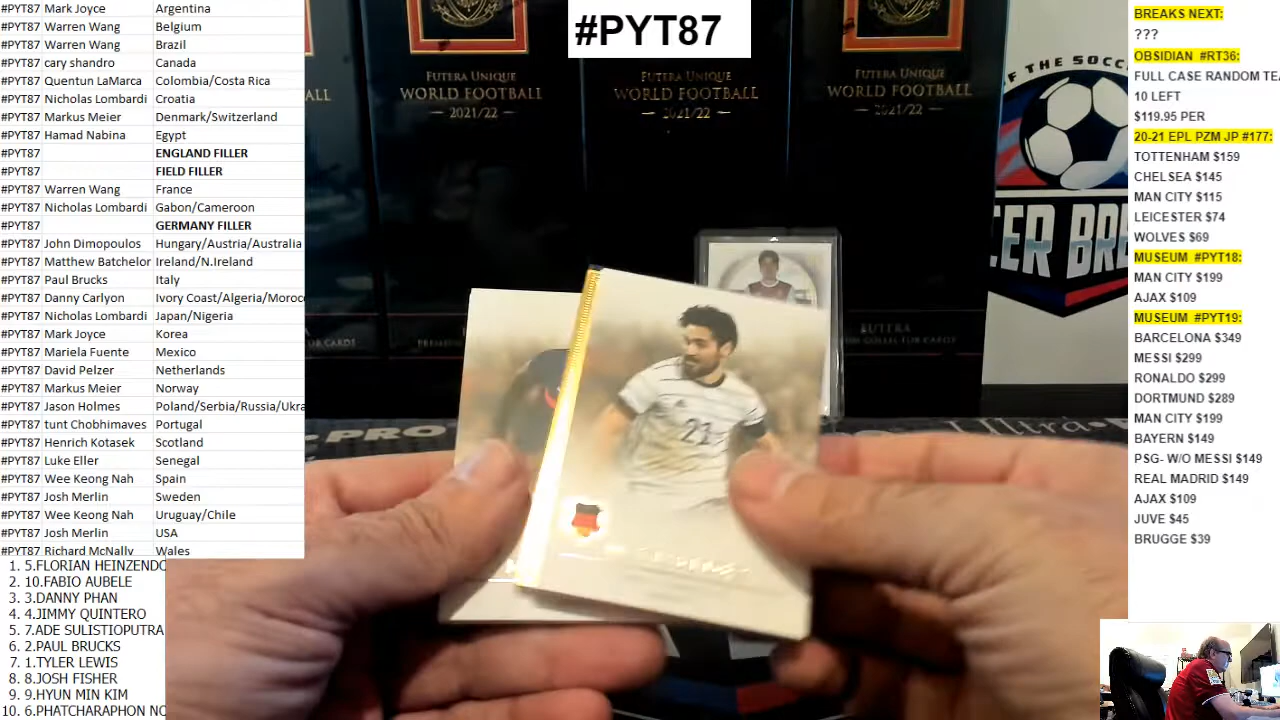 #PYT87 Mark Joyce Argentina
#PYT87 Warren Wang Belgium
#PYT87 Warren Wang Brazil
#PYT87 cary shandro Canada
#PYT87 Quentun LaMarca Colombia/Costa Rica
#PYT87 Nicholas Lombardi Croatia
#PYT87 Markus Meier Denmark/Switzerland
#PYT87 Hamad Nabina Egypt
#PYT87 ENGLAND FILLER
#PYT87 FIELD FILLER
#PYT87 Warren Wang France
#PYT87 Nicholas Lombardi Gabon/Cameroon
#PYT87 GERMANY FILLER
#PYT87 John Dimopoulos Hungary/Austria/Australia
#PYT87 Matthew Batchelor Ireland/N.Ireland
#PYT87 Paul Brucks Italy
#PYT87 Danny Carlyon Ivory Coast/Algeria/Moroc
#PYT87 Nicholas Lombardi Japan/Nigeria
#PYT87 Mark Joyce Korea
#PYT87 Mariela Fuente Mexico
#PYT87 David Pelzer Netherlands
#PYT87 Markus Meier Norway
#PYT87 Jason Holmes Poland/Serbia/Russia/Ukra
#PYT87 tunt Chobhimaves Portugal
#PYT87 Henrich Kotasek Scotland
#PYT87 Luke Eller Senegal
#PYT87 Wee Keong Nah Spain
#PYT87 Josh Merlin Sweden
#PYT87 Wee Keong Nah Uruguay/Chile
#PYT87 Josh Merlin USA
#PYT87 Richard McNally Wales
1. 5.FLORIAN HEINZENDO
2. 10.FABIO AUBELE
3. 3.DANNY PHAN
4. 4.JIMMY QUINTERO
5. 7.ADE SULISTIOPUTRA
6. 2.PAUL BRUCKS
7. 1.TYLER LEWIS
8. 8.JOSH FISHER
9. 9.HYUN MIN KIM
10. 6.PHATCHARAPHON NO
#PYT87
FUTERA UNIQUE
WORLD FOOTBALL
2021/22
FUTERA UNIQUE
WORLD FOOTBALL
2021/22
FUTERA UNIQUE
WORLD FOOTBALL
2021/22
21
OF THE SOCC
CER BRE
BREAKS NEXT:
???
OBSIDIAN #RT36:
FULL CASE RANDOM TEA
10 LEFT
$119.95 PER
20-21 EPL PZM JP #177:
TOTTENHAM $159
CHELSEA $145
MAN CITY $115
LEICESTER $74
WOLVES $69
MUSEUM #PYT18:
MAN CITY $199
AJAX $109
MUSEUM #PYT19:
BARCELONA $349
MESSI $299
RONALDO $299
DORTMUND $289
MAN CITY $199
BAYERN $149
PSG- W/O MESSI $149
REAL MADRID $149
AJAX $109
JUVE $45
BRUGGE $39